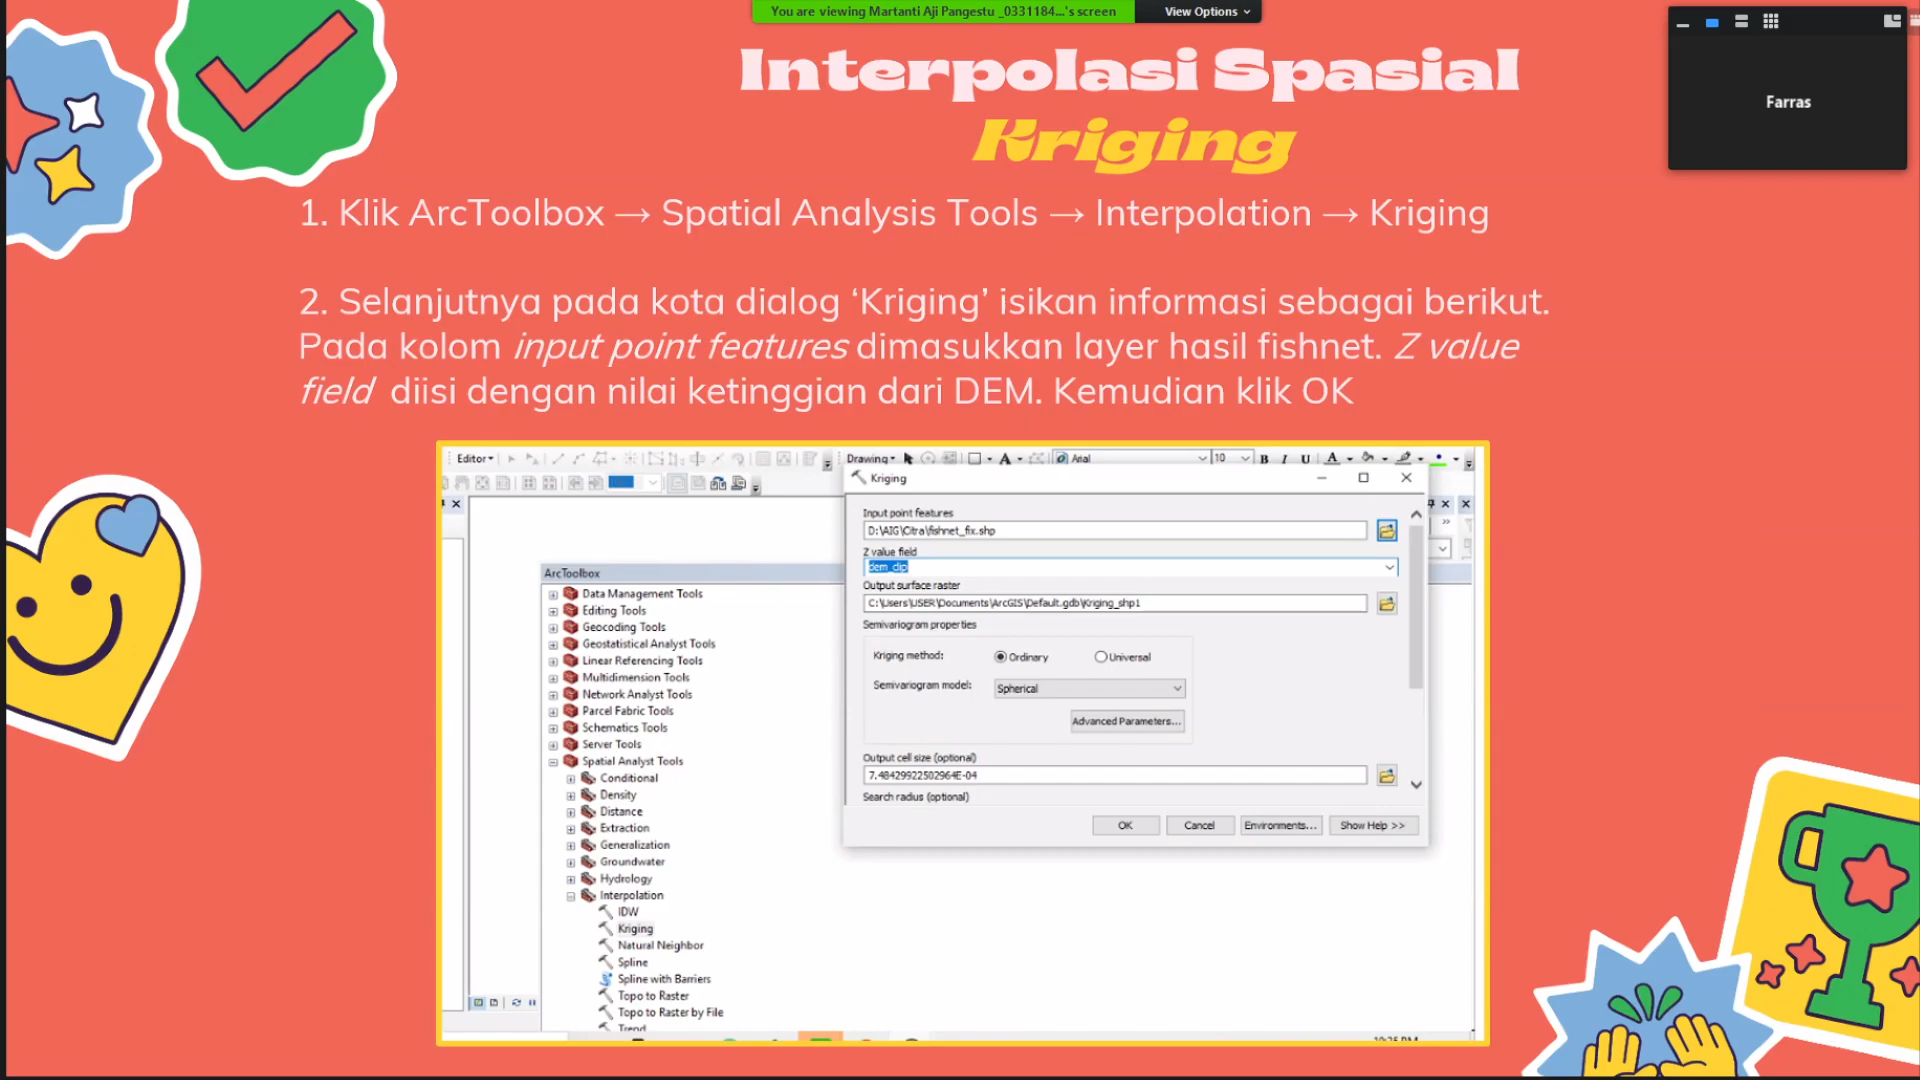 You are viewing Martanti Aji Pangestu _0331184...'s screen
View Options
Farras
Interpolasi Spasial
Kriging
1. Klik ArcToolbox → Spatial Analysis Tools → Interpolation → Kriging
2. Selanjutnya pada kota dialog ‘Kriging’ isikan informasi sebagai berikut.
Pada kolom input point features dimasukkan layer hasil fishnet. Z value
field diisi dengan nilai ketinggian dari DEM. Kemudian klik OK
Editor
Drawing
A
Arial
10
B I U A
Kriging
Input point features
D:\AIG\Citra\fishnet_fix.shp
Z value field
dem_clip
Output surface raster
C:\Users\USER\Documents\ArcGIS\Default.gdb\Kriging_shp1
Semivariogram properties
Kriging method:
Ordinary
Universal
Semivariogram model:
Spherical
Advanced Parameters...
Output cell size (optional)
7.48429922502964E-04
Search radius (optional)
OK
Cancel
Environments...
Show Help >>
ArcToolbox
Data Management Tools
Editing Tools
Geocoding Tools
Geostatistical Analyst Tools
Linear Referencing Tools
Multidimension Tools
Network Analyst Tools
Parcel Fabric Tools
Schematics Tools
Server Tools
Spatial Analyst Tools
Conditional
Density
Distance
Extraction
Generalization
Groundwater
Hydrology
Interpolation
IDW
Kriging
Natural Neighbor
Spline
Spline with Barriers
Topo to Raster
Topo to Raster by File
Trend